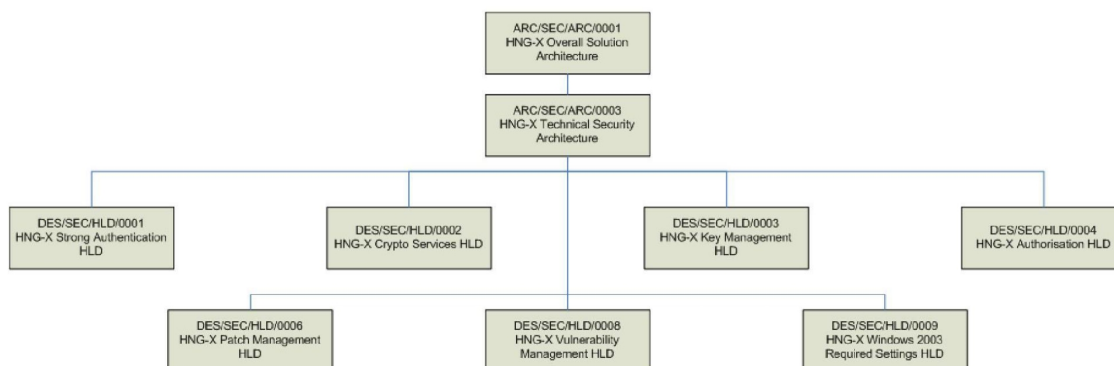 ARC/SEC/ARC/0001
HNG-X Overall Solution
Architecture
ARC/SEC/ARC/0003
HNG-X Technical Security
Architecture
DES/SEC/HLD/0001
HNG-X Strong Authentication
HLD
DES/SEC/HLD/0002
HNG-X Crypto Services HLD
DES/SEC/HLD/0003
HNG-X Key Management
HLD
DES/SEC/HLD/0004
HNG-X Authorisation HLD
DES/SEC/HLD/0006
HNG-X Patch Management
HLD
DES/SEC/HLD/0008
HNG-X Vulnerability
Management HLD
DES/SEC/HLD/0009
HNG-X Windows 2003
Required Settings HLD